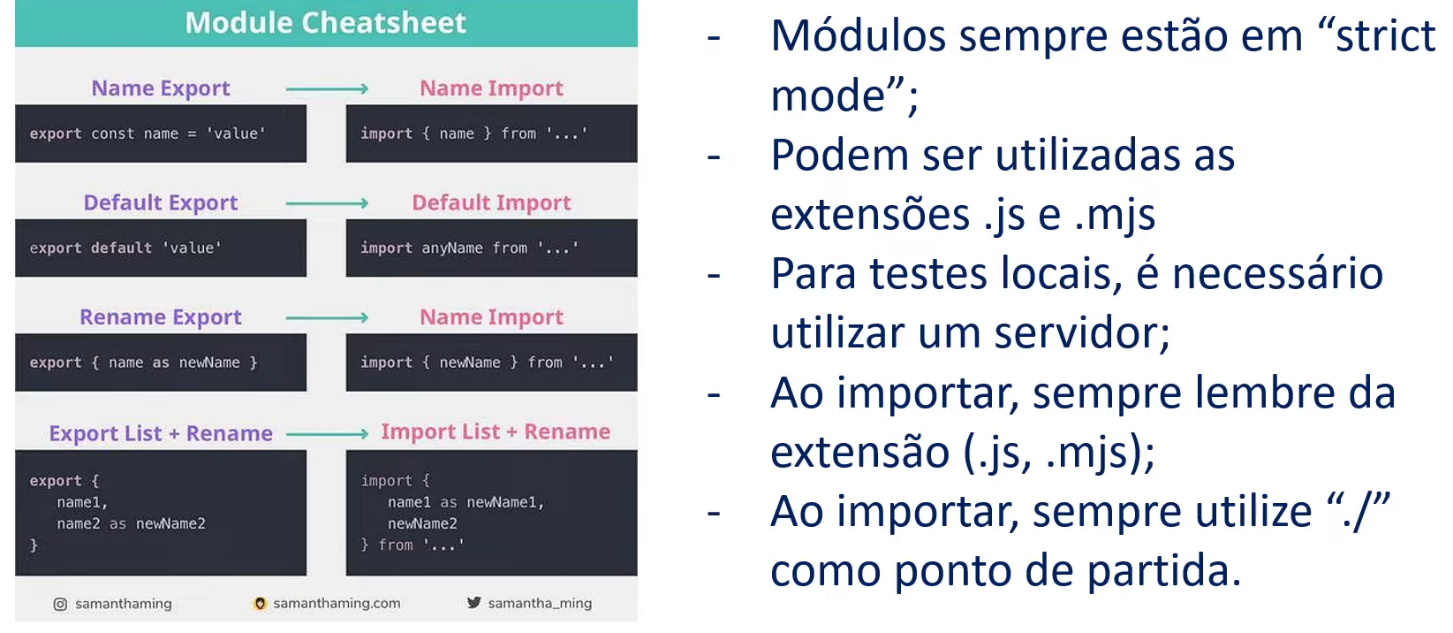 Module Cheatsheet
Name Export
Name Import
export const name = 'value'
import { name } from '...'
Default Export
Default Import
export default 'value'
import anyName from '...'
Rename Export
Name Import
export { name as newName }
import { newName } from '...'
Export List + Rename
Import List + Rename
export {
name1,
name2 as newName2
}
import {
name1 as newName1,
newName2
} from '...'
samanthaming
samanthaming.com
samantha_ming
- Módulos sempre estão em “strict
mode”;
- Podem ser utilizadas as
extensões .js e .mjs
- Para testes locais, é necessário
utilizar um servidor;
- Ao importar, sempre lembre da
extensão (.js, .mjs);
- Ao importar, sempre utilize “./”
como ponto de partida.